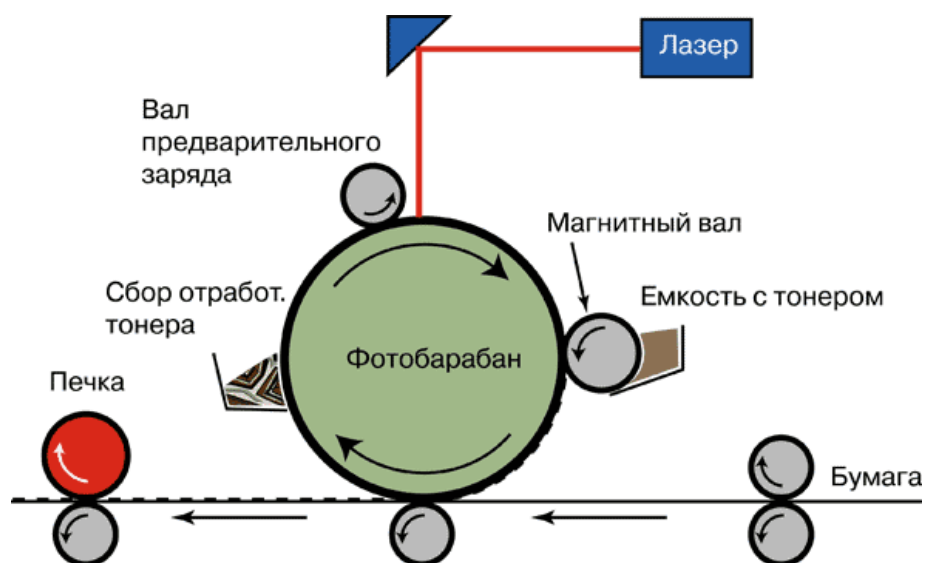 Лазер
Вал
предварительного
заряда
Магнитный вал
Сбор отработ.
тонера
Емкость с тонером
Фотобарабан
Печка
Бумага